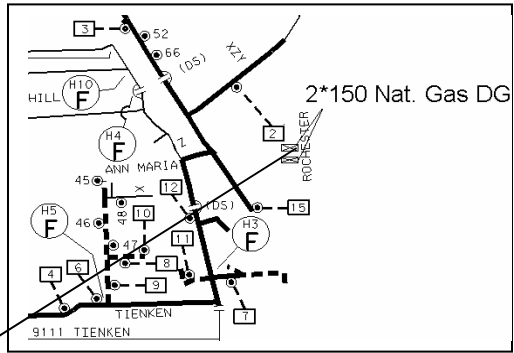 3
52
66
(DS)
XZY
H10
F
HILL
2*150 Nat. Gas DG
H4
F
Z
2
ROCHESTER
ANN MARIA
45
X
12
(DS)
15
48
H5
F
46
10
H3
F
47
11
8
4
6
9
7
TIENKEN
9111 TIENKEN